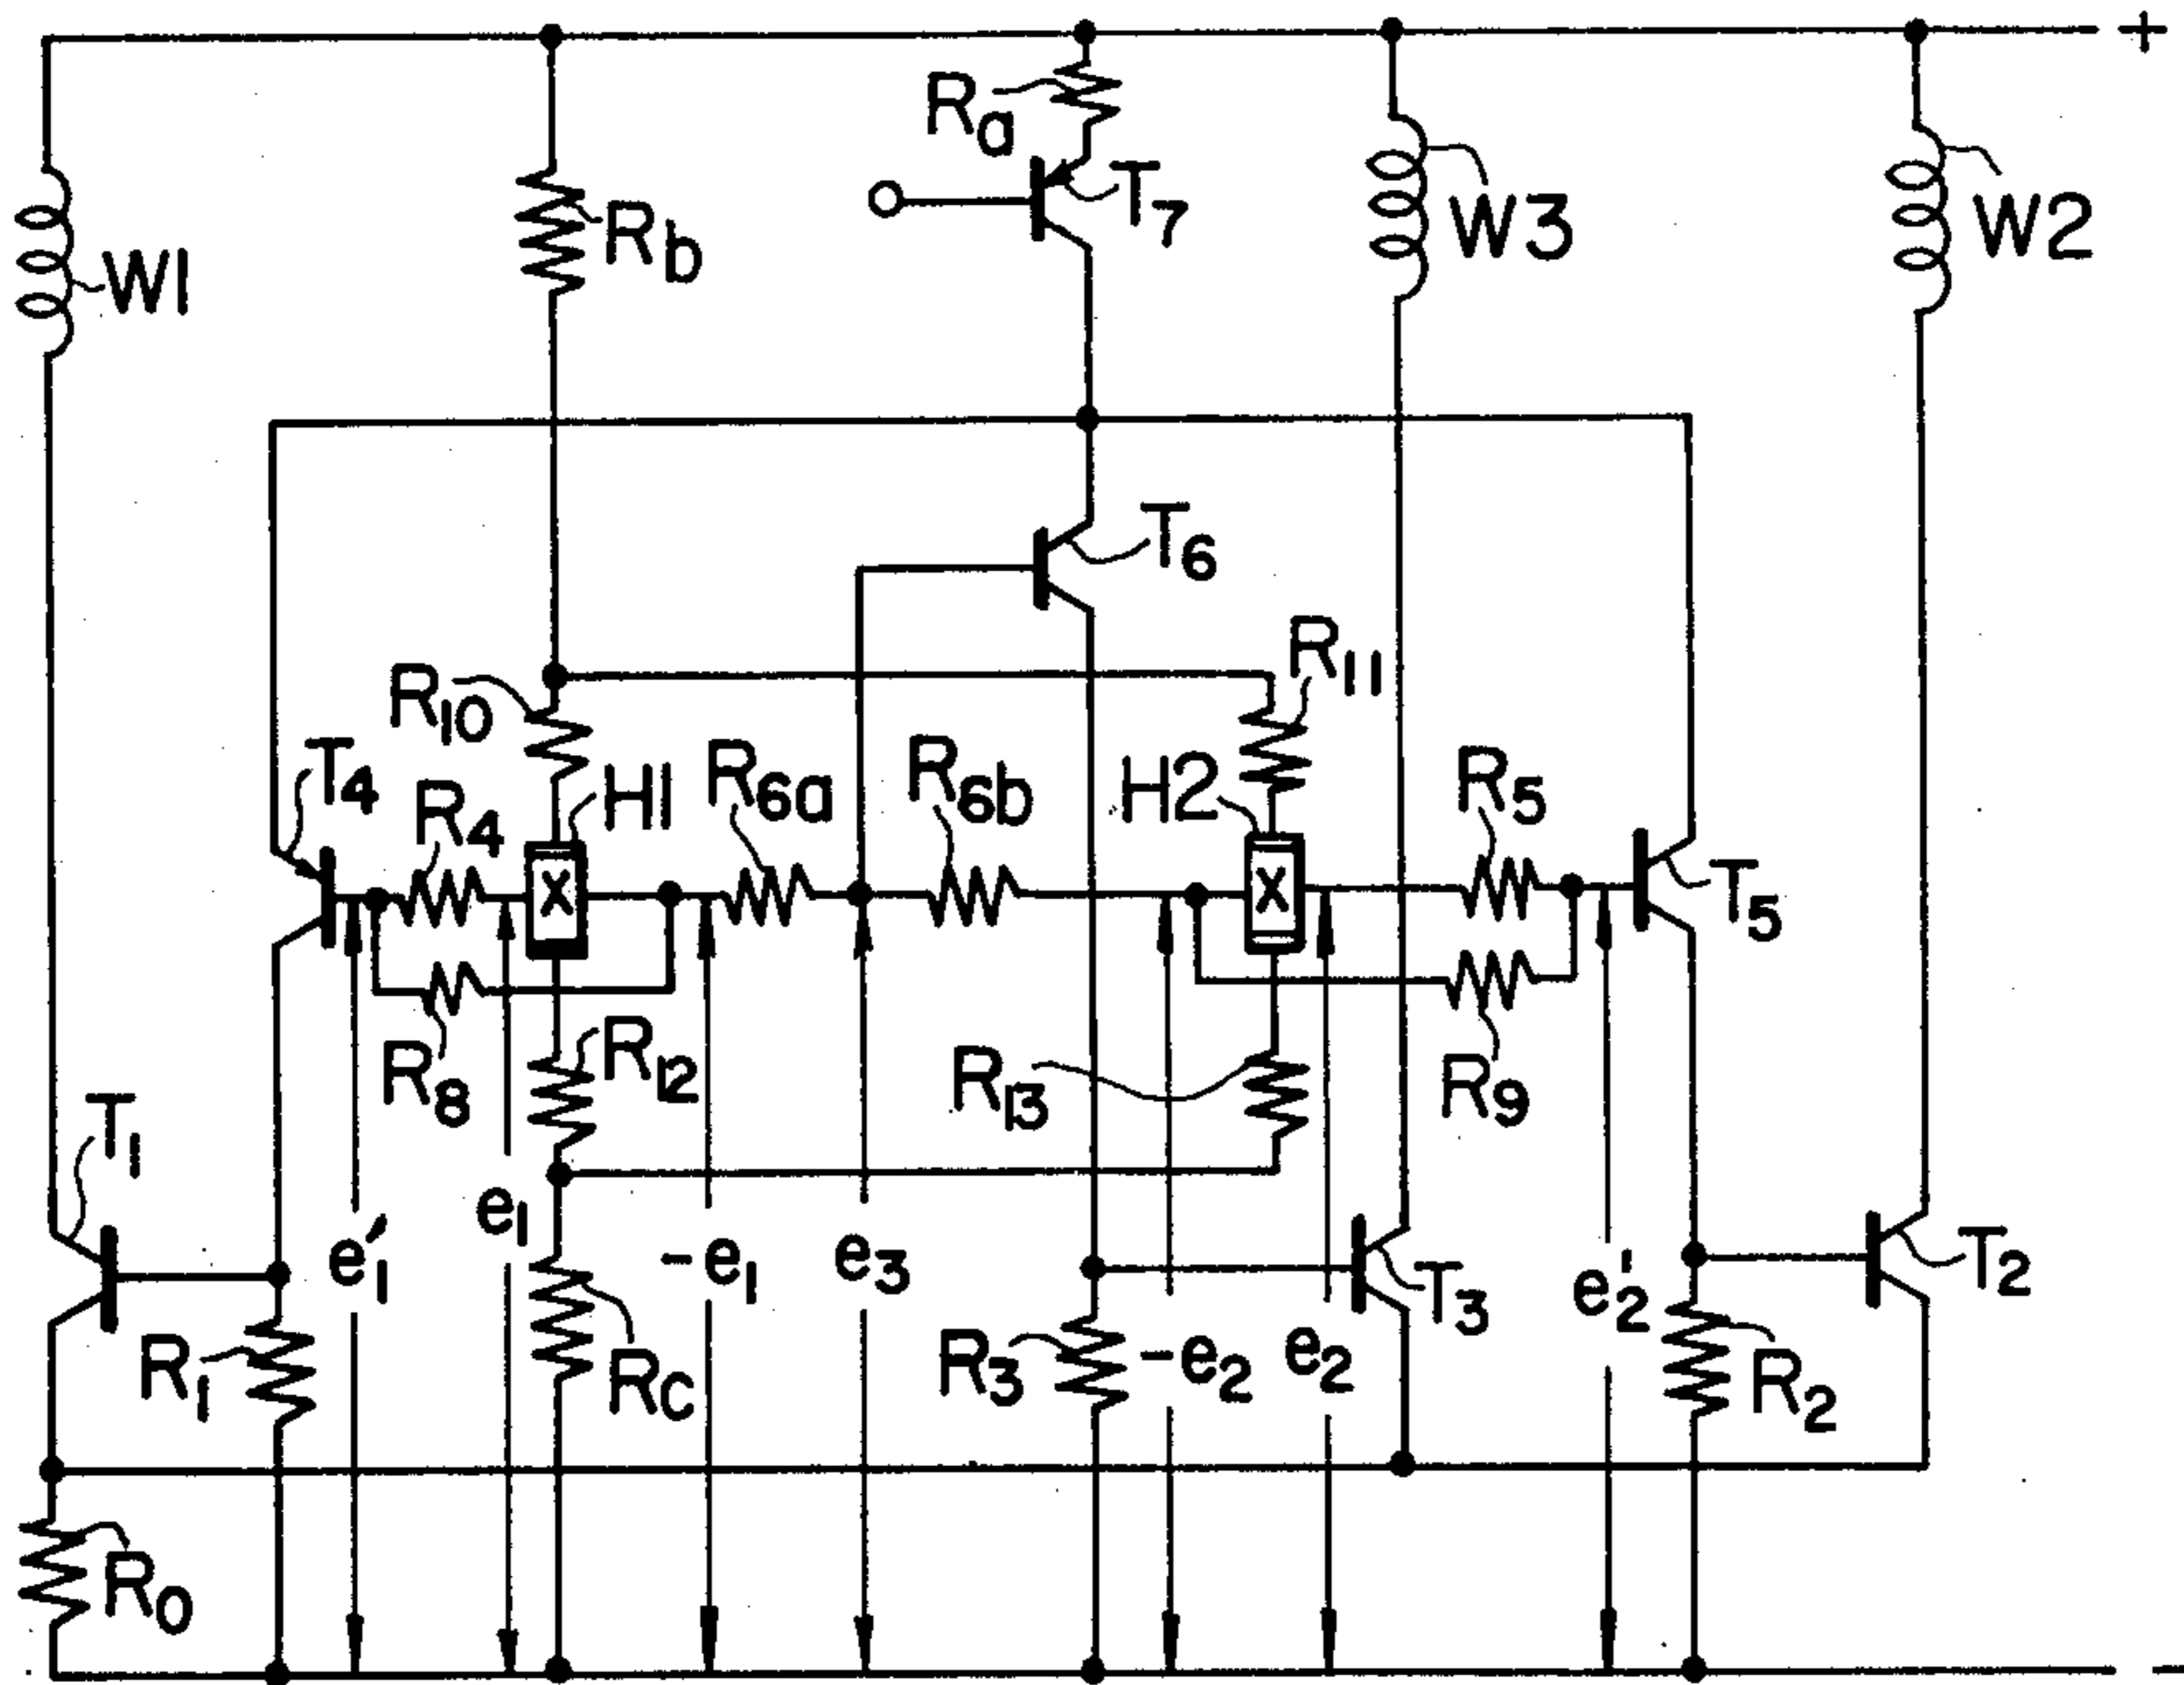 +
Ra
T7
W3
W2
Rb
W1
T6
R11
R10
T4
R4
H1
R6a
R6b
H2
R5
T5
R8
R12
R13
R9
T1
e1
e'1
-e1
e3
T3
e'2
T2
R1
Rc
R3
-e2
e2
R2
Ro
-